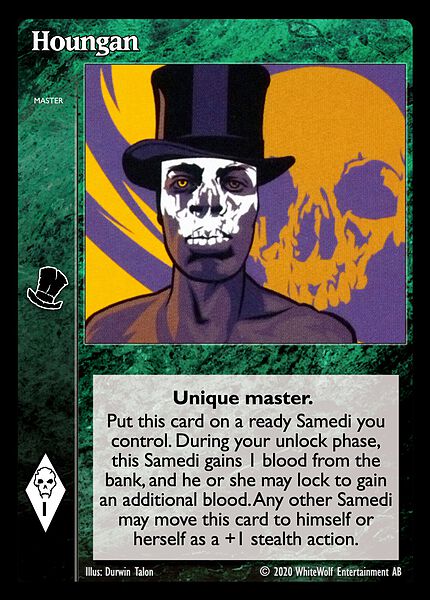 Houngan
MASTER
Unique master.
Put this card on a ready Samedi you
control. During your unlock phase,
this Samedi gains 1 blood from the
bank, and he or she may lock to gain
an additional blood. Any other Samedi
may move this card to himself or
herself as a +1 stealth action.
1
Illus: Durwin Talon
© 2020 WhiteWolf Entertainment AB